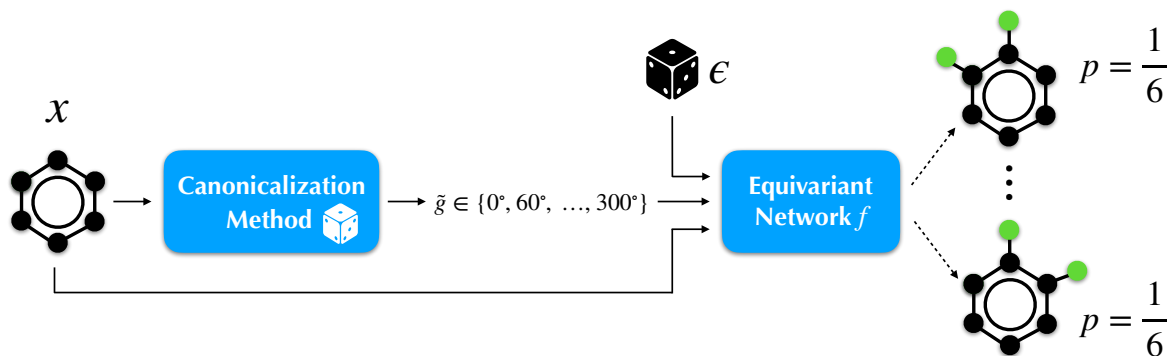 x
Canonicalization
Method
g̃ ∈ {0°, 60°, …, 300°}
ϵ
Equivariant
Network f
p = 1/6
p = 1/6